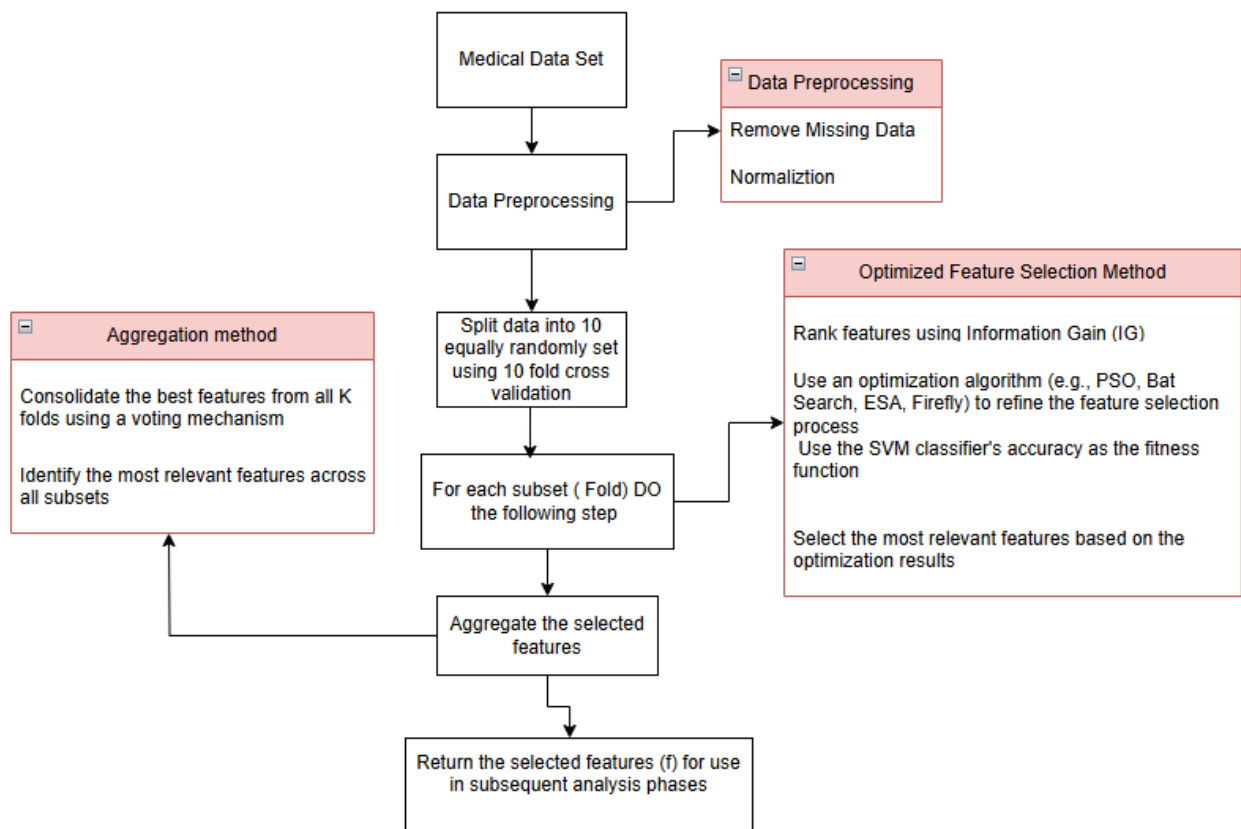 Medical Data Set
Data Preprocessing
Remove Missing Data
Normaliztion
Data Preprocessing
Optimized Feature Selection Method
Rank features using Information Gain (IG)
Use an optimization algorithm (e.g., PSO, Bat
Search, ESA, Firefly) to refine the feature selection
process
Use the SVM classifier's accuracy as the fitness
function
Select the most relevant features based on the
optimization results
Split data into 10
equally randomly set
using 10 fold cross
validation
Aggregation method
Consolidate the best features from all K
folds using a voting mechanism
Identify the most relevant features across
all subsets
For each subset ( Fold) DO
the following step
Aggregate the selected
features
Return the selected features (f) for use
in subsequent analysis phases